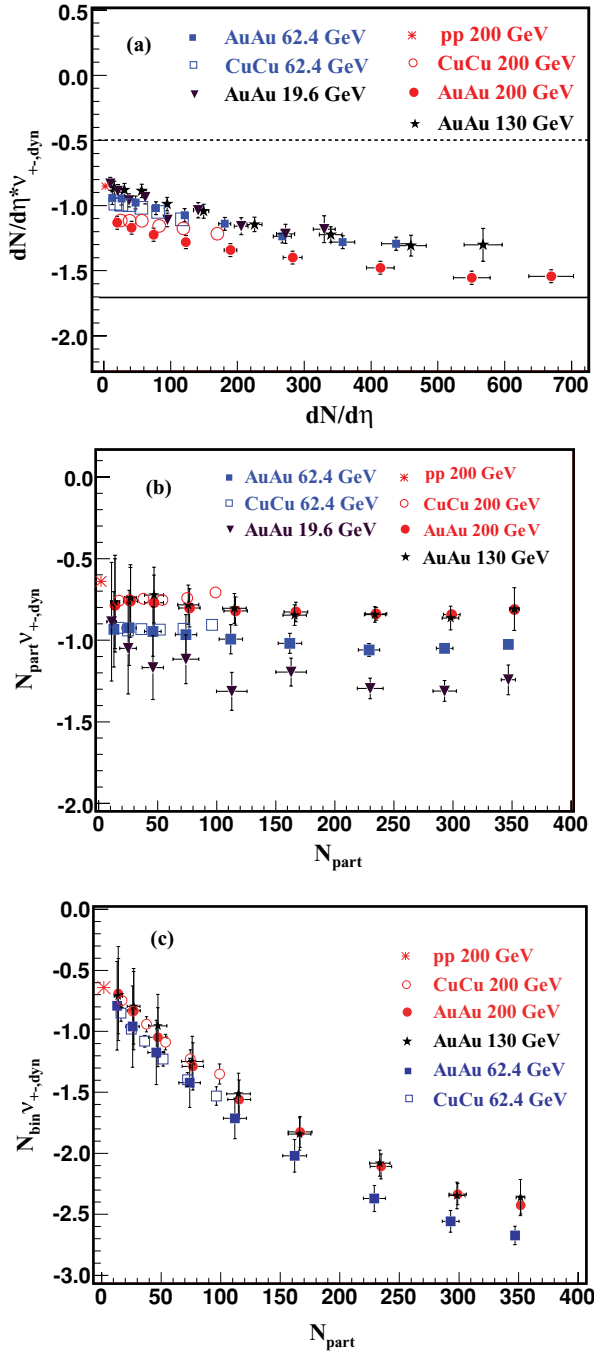 0.5
(a)
AuAu 62.4 GeV
pp 200 GeV
0.0
CuCu 62.4 GeV
CuCu 200 GeV
AuAu 19.6 GeV
AuAu 200 GeV
AuAu 130 GeV
-0.5
-1.0
-1.5
-2.0
dN/dη*ν+-,dyn
0 100 200 300 400 500 600 700
dN/dη
0.0
(b)
AuAu 62.4 GeV
pp 200 GeV
CuCu 62.4 GeV
CuCu 200 GeV
AuAu 19.6 GeV
AuAu 200 GeV
AuAu 130 GeV
-0.5
-1.0
-1.5
-2.0
Npartν+-,dyn
0 50 100 150 200 250 300 350 400
Npart
0.0
(c)
pp 200 GeV
CuCu 200 GeV
AuAu 200 GeV
AuAu 130 GeV
AuAu 62.4 GeV
CuCu 62.4 GeV
-0.5
-1.0
-1.5
-2.0
-2.5
-3.0
Nbinν+-,dyn
0 50 100 150 200 250 300 350 400
Npart